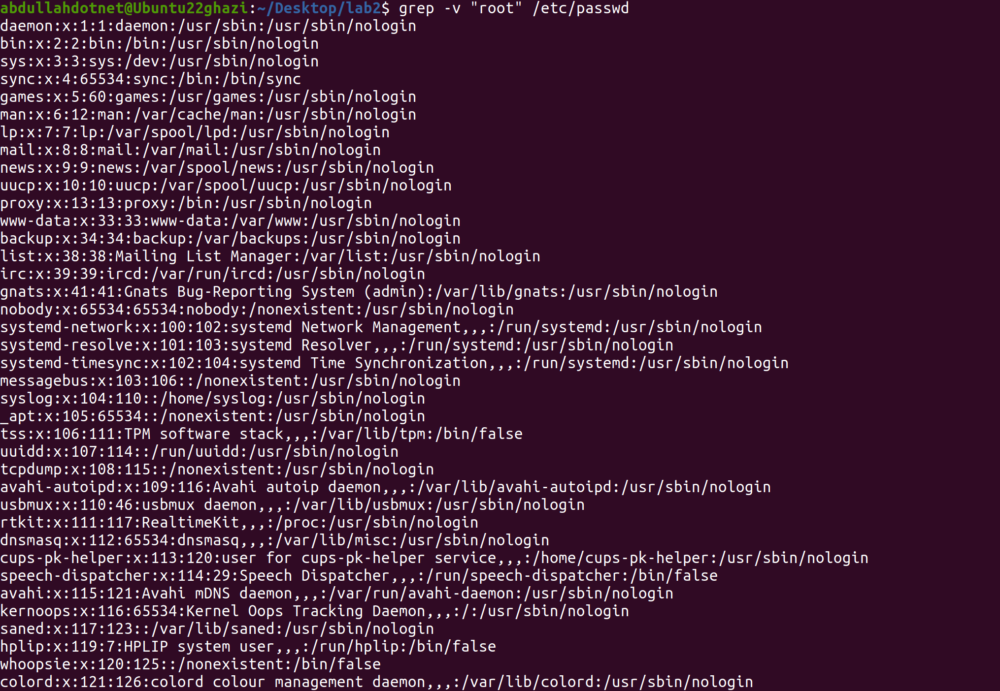 abdullahdotnet@Ubuntu22ghazi:~/Desktop/lab2$ grep -v "root" /etc/passwd
daemon:x:1:1:daemon:/usr/sbin:/usr/sbin/nologin
bin:x:2:2:bin:/bin:/usr/sbin/nologin
sys:x:3:3:sys:/dev:/usr/sbin/nologin
sync:x:4:65534:sync:/bin:/bin/sync
games:x:5:60:games:/usr/games:/usr/sbin/nologin
man:x:6:12:man:/var/cache/man:/usr/sbin/nologin
lp:x:7:7:lp:/var/spool/lpd:/usr/sbin/nologin
mail:x:8:8:mail:/var/mail:/usr/sbin/nologin
news:x:9:9:news:/var/spool/news:/usr/sbin/nologin
uucp:x:10:10:uucp:/var/spool/uucp:/usr/sbin/nologin
proxy:x:13:13:proxy:/bin:/usr/sbin/nologin
www-data:x:33:33:www-data:/var/www:/usr/sbin/nologin
backup:x:34:34:backup:/var/backups:/usr/sbin/nologin
list:x:38:38:Mailing List Manager:/var/list:/usr/sbin/nologin
irc:x:39:39:ircd:/var/run/ircd:/usr/sbin/nologin
gnats:x:41:41:Gnats Bug-Reporting System (admin):/var/lib/gnats:/usr/sbin/nologin
nobody:x:65534:65534:nobody:/nonexistent:/usr/sbin/nologin
systemd-network:x:100:102:systemd Network Management,,,:/run/systemd:/usr/sbin/nologin
systemd-resolve:x:101:103:systemd Resolver,,,:/run/systemd:/usr/sbin/nologin
systemd-timesync:x:102:104:systemd Time Synchronization,,,:/run/systemd:/usr/sbin/nologin
messagebus:x:103:106::/nonexistent:/usr/sbin/nologin
syslog:x:104:110::/home/syslog:/usr/sbin/nologin
_apt:x:105:65534::/nonexistent:/usr/sbin/nologin
tss:x:106:111:TPM software stack,,,:/var/lib/tpm:/bin/false
uuidd:x:107:114::/run/uuidd:/usr/sbin/nologin
tcpdump:x:108:115::/nonexistent:/usr/sbin/nologin
avahi-autoipd:x:109:116:Avahi autoip daemon,,,:/var/lib/avahi-autoipd:/usr/sbin/nologin
usbmux:x:110:46:usbmux daemon,,,:/var/lib/usbmux:/usr/sbin/nologin
rtkit:x:111:117:RealtimeKit,,,:/proc:/usr/sbin/nologin
dnsmasq:x:112:65534:dnsmasq,,,:/var/lib/misc:/usr/sbin/nologin
cups-pk-helper:x:113:120:user for cups-pk-helper service,,,:/home/cups-pk-helper:/usr/sbin/nologin
speech-dispatcher:x:114:29:Speech Dispatcher,,,:/run/speech-dispatcher:/bin/false
avahi:x:115:121:Avahi mDNS daemon,,,:/var/run/avahi-daemon:/usr/sbin/nologin
kernoops:x:116:65534:Kernel Oops Tracking Daemon,,,:/:/usr/sbin/nologin
saned:x:117:123::/var/lib/saned:/usr/sbin/nologin
hplip:x:119:7:HPLIP system user,,,:/run/hplip:/bin/false
whoopsie:x:120:125::/nonexistent:/bin/false
colord:x:121:126:colord colour management daemon,,,:/var/lib/colord:/usr/sbin/nologin